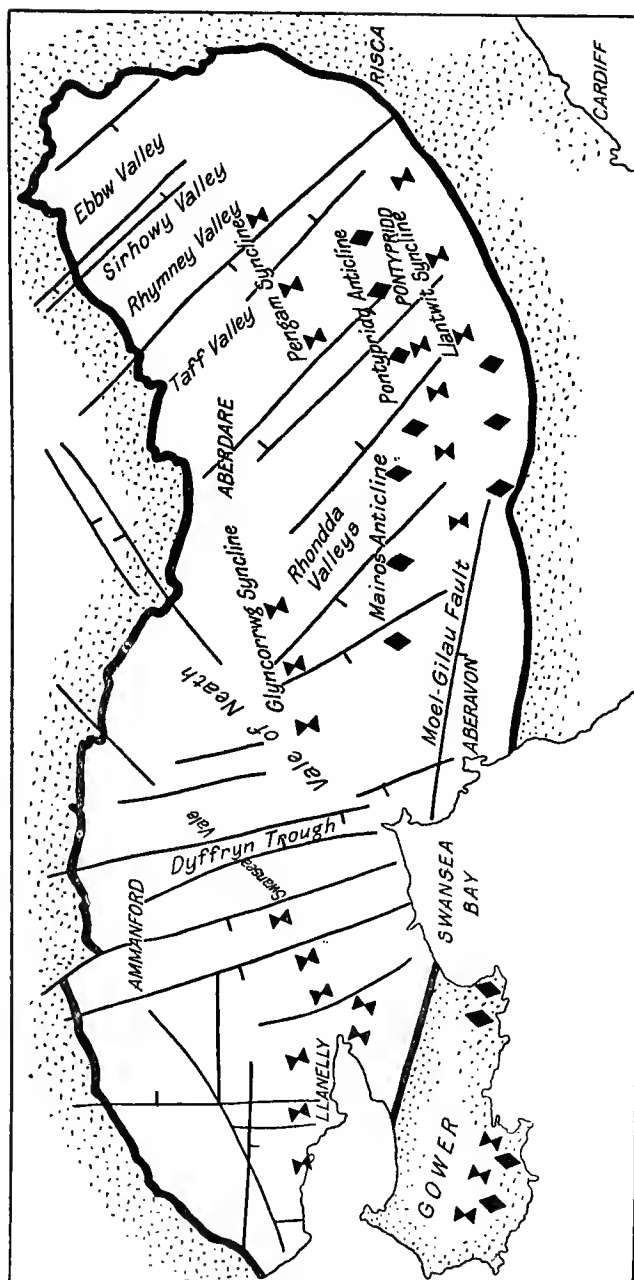 RISCA
CARDIFF
Ebbw Valley
Sirhowy Valley
Rhymney Valley
Pengam Syncline
Taff Valley
Pontypridd Anticline
PONTYPRIDD
Llantwit Syncline
ABERDARE
Rhondda
Valleys
Mairos Anticline
Glyncorrwg Syncline
Vale of Neath
Moel-Gilau Fault
ABERAVON
Swansea Vale
Dyffryn Trough
SWANSEA
BAY
AMMANFORD
LLANELLY
GOWER